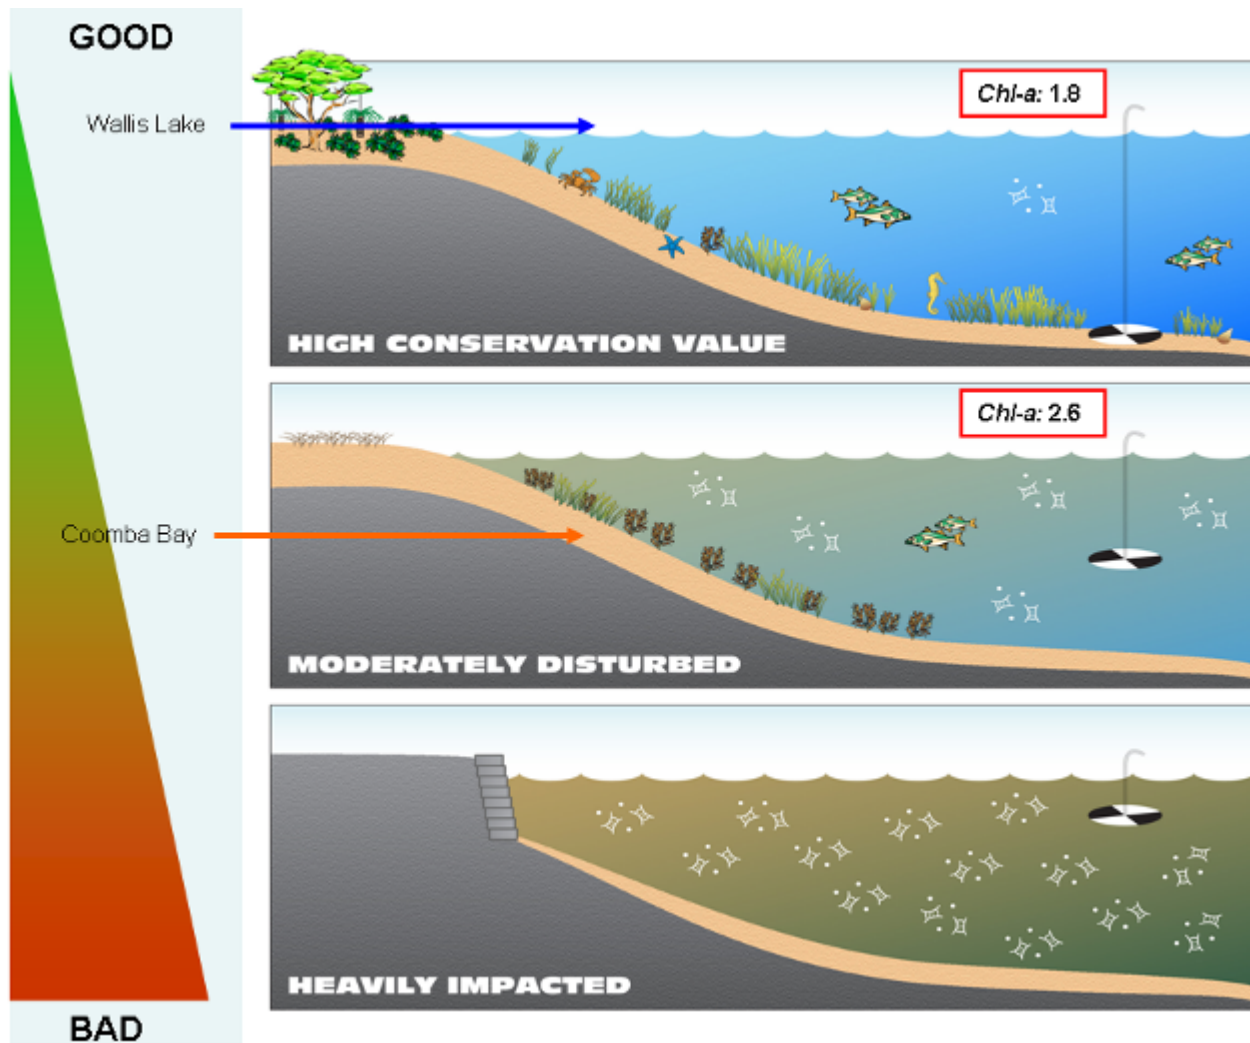 GOOD
Wallis Lake
Chl-a: 1.8
HIGH CONSERVATION VALUE
Chl-a: 2.6
Coomba Bay
MODERATELY DISTURBED
HEAVILY IMPACTED
BAD